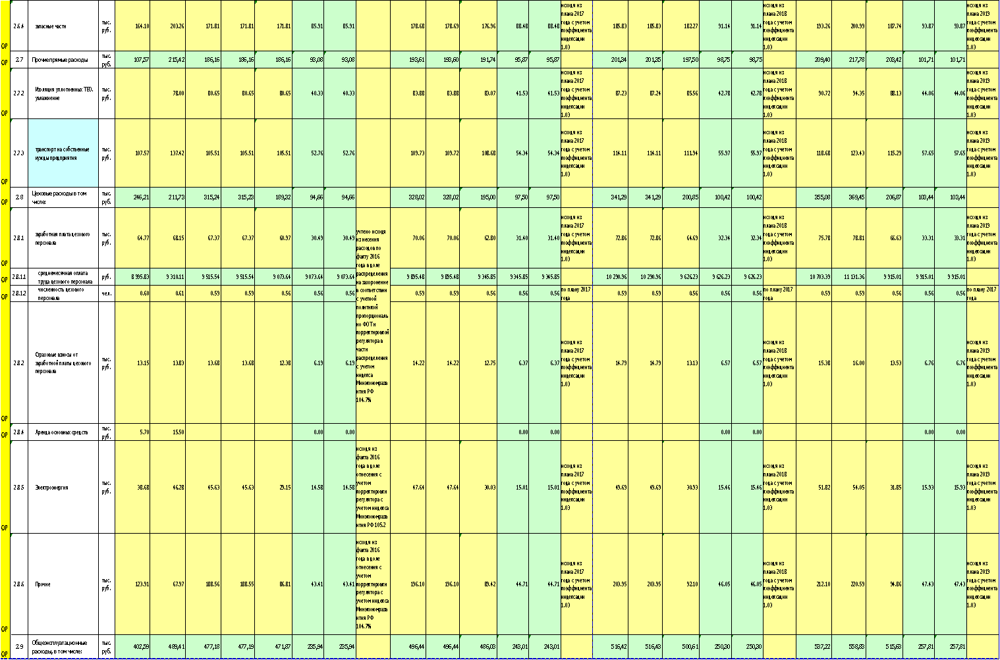 ОР 2.6.4 запасные части тыс. руб. 164.10 203.26 171.81 171.81 171.81 85.91 85.91 178.68 178.69 176.96 88.48 88.48 исходя из плана 2017 года с учетом коэффициента индексации 1.03 185.83 185.83 182.27 91.14 91.14 исходя из плана 2018 года с учетом коэффициента индексации 1.03 193.26 200.99 187.74 93.87 93.87 исходя из плана 2019 года с учетом коэффициента индексации 1.03
ОР 2.7 Прочие прямые расходы тыс. руб. 107,57 215,42 186,16 186,16 186,16 93,08 93,08 193,61 193,60 191,74 95,87 95,87 201,34 201,35 197,50 98,75 98,75 209,40 217,78 203,42 101,71 101,71
ОР 2.7.2 Изоляция уплотненных ТБО, увлажнение тыс. руб. 78.00 80.65 80.65 80.65 40.33 40.33 83.88 83.88 83.07 41.53 41.53 исходя из плана 2017 года с учетом коэффициента индексации 1.03 87.23 87.24 85.56 42.78 42.78 исходя из плана 2018 года с учетом коэффициента индексации 1.03 90.72 94.35 88.13 44.06 44.06 исходя из плана 2019 года с учетом коэффициента индексации 1.03
ОР 2.7.3 транспорт на собственные нужды предприятия тыс. руб. 107.57 137.42 105.51 105.51 105.51 52.76 52.76 109.73 109.72 108.68 54.34 54.34 исходя из плана 2017 года с учетом коэффициента индексации 1.03 114.11 114.11 111.94 55.97 55.97 исходя из плана 2018 года с учетом коэффициента индексации 1.03 118.68 123.43 115.29 57.65 57.65 исходя из плана 2019 года с учетом коэффициента индексации 1.03
ОР 2.8 Цеховые расходы в том числе: тыс. руб. 246,21 211,73 315,24 315,23 189,32 94,66 94,66 328,02 328,02 195,00 97,50 97,50 341,29 341,29 200,85 100,42 100,42 355,08 369,45 206,87 103,44 103,44
ОР 2.8.1 заработная плата цехового персонала тыс. руб. 64.77 68.15 67.37 67.37 60.97 30.49 30.49 учтено исходя из несения расходов по факту 2016 года в доле распределения на захоронение в соответствии с учетной политикой пропорционально ФОТ и корректировкой регулятора в части распределения с учетом индекса Минэкономразвития РФ 104.7% 70.06 70.06 62.80 31.40 31.40 исходя из плана 2017 года с учетом коэффициента индексации 1.03 72.86 72.86 64.69 32.34 32.34 исходя из плана 2018 года с учетом коэффициента индексации 1.03 75.78 78.81 66.63 33.31 33.31 исходя из плана 2019 года с учетом коэффициента индексации 1.03
ОР 2.8.1.1 среднемесячная оплата труда цехового персонала руб. 8 995.83 9 310.11 9 515.54 9 515.54 9 073.64 9 073.64 9 073.64 9 895.48 9 895.48 9 345.85 9 345.85 9 345.85 10 290.96 10 290.96 9 626.23 9 626.23 9 626.23 10 703.39 11 131.36 9 915.01 9 915.01 9 915.01
ОР 2.8.1.2 численность цехового персонала чел. 0.60 0.61 0.59 0.59 0.56 0.56 0.56 0.59 0.59 0.56 0.56 0.56 по плану 2017 года 0.59 0.59 0.56 0.56 0.56 по плану 2017 года 0.59 0.59 0.56 0.56 0.56 по плану 2017 года
ОР 2.8.2 Страховые взносы от заработной платы цехового персонала тыс. руб. 13.15 13.83 13.68 13.68 12.38 6.19 6.19 14.22 14.22 12.75 6.37 6.37 исходя из плана 2017 года с учетом коэффициента индексации 1.03 14.79 14.79 13.13 6.57 6.57 исходя из плана 2018 года с учетом коэффициента индексации 1.03 15.38 16.00 13.53 6.76 6.76 исходя из плана 2019 года с учетом коэффициента индексации 1.03
ОР 2.8.4 Аренда основных средств тыс. руб. 5.70 15.50 0.00 0.00 0.00 0.00 0.00 0.00 0.00 0.00
ОР 2.8.5 Электроэнергия тыс. руб. 38.68 46.28 45.63 45.63 29.15 14.58 14.58 исходя из факта 2016 года в доле отнесения с учетом корректировки регулятора с учетом индекса Минэкономразвития РФ 105.2 47.64 47.64 30.03 15.01 15.01 исходя из плана 2017 года с учетом коэффициента индексации 1.03 49.69 49.69 30.93 15.46 15.46 исходя из плана 2018 года с учетом коэффициента индексации 1.03 51.82 54.05 31.85 15.93 15.93 исходя из плана 2019 года с учетом коэффициента индексации 1.03
ОР 2.8.6 Прочие тыс. руб. 123.91 67.97 188.56 188.55 86.81 43.41 43.41 исходя из факта 2016 года в доле отнесения с учетом корректировки регулятора с учетом индекса Минэкономразвития РФ 104.7% 196.10 196.10 89.42 44.71 44.71 исходя из плана 2017 года с учетом коэффициента индексации 1.03 203.95 203.95 92.10 46.05 46.05 исходя из плана 2018 года с учетом коэффициента индексации 1.03 212.10 220.59 94.86 47.43 47.43 исходя из плана 2019 года с учетом коэффициента индексации 1.03
ОР 2.9 Общеэксплуатационные расходы, в том числе: тыс. руб. 402,59 489,41 477,18 477,19 471,87 235,94 235,94 496,44 496,44 486,03 243,01 243,01 516,42 516,43 500,61 250,30 250,30 537,22 558,83 515,63 257,81 257,81